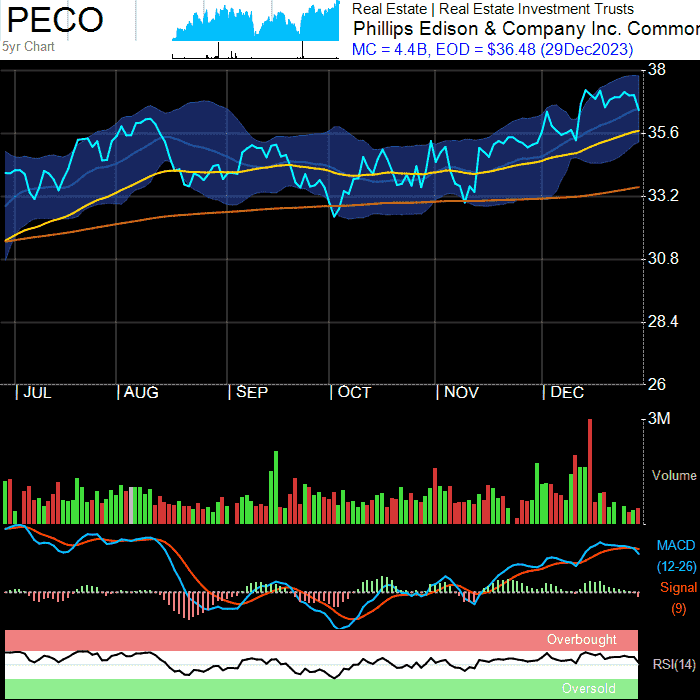 PECO
5yr Chart
Real Estate | Real Estate Investment Trusts
Phillips Edison & Company Inc. Common
MC = 4.4B, EOD = $36.48 (29Dec2023)
38
35.6
33.2
30.8
28.4
26
JUL AUG SEP OCT NOV DEC
3M
Volume
MACD
(12-26)
Signal
(9)
Overbought
RSI(14)
Oversold